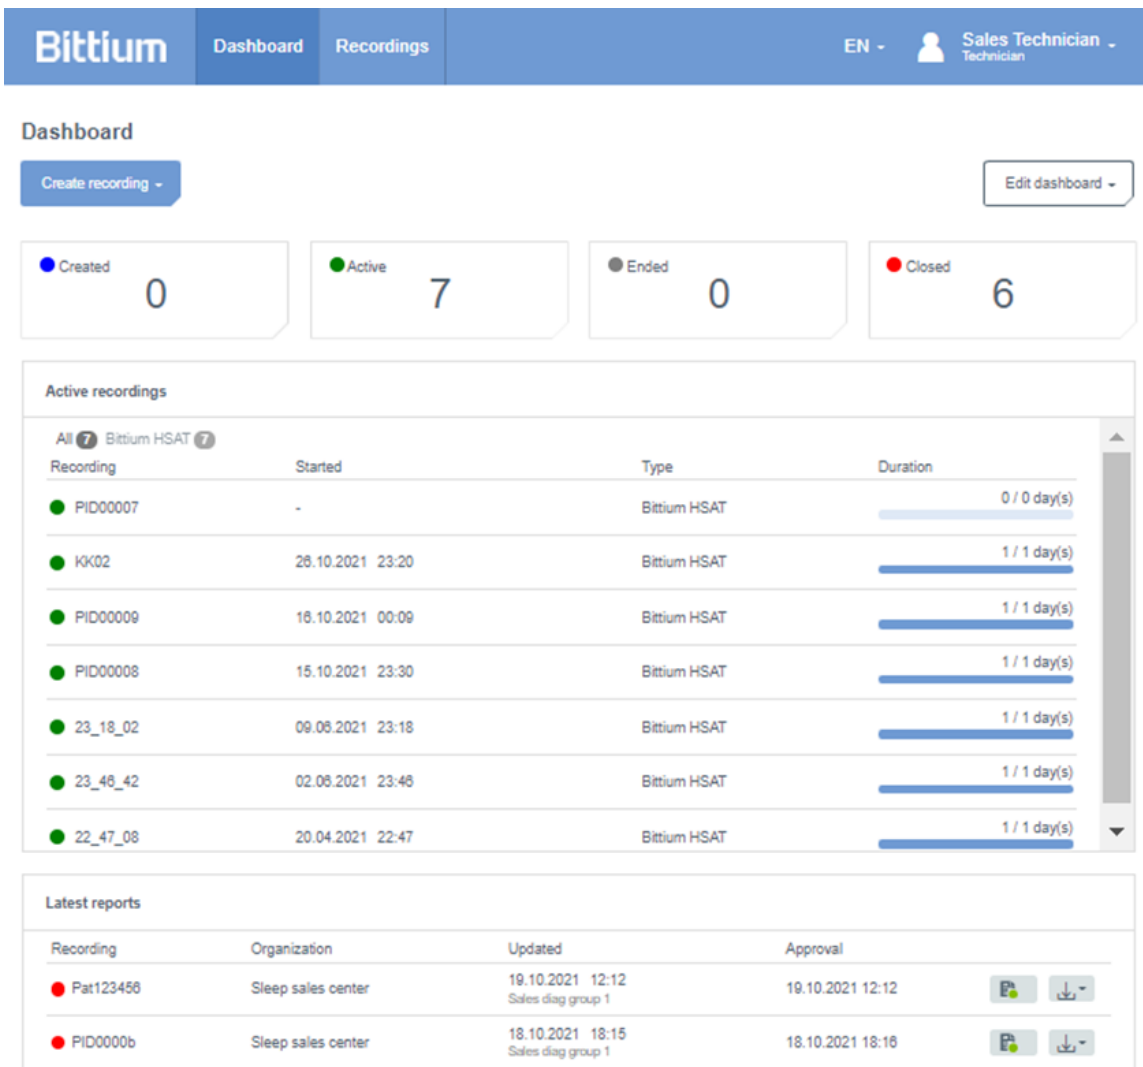 Bittium Dashboard Recordings EN Sales Technician
Technician
Dashboard
Create recording Edit dashboard
Created Active Ended Closed
0 7 0 6
Active recordings
All 7 Bittium HSAT 7
Recording Started Type Duration
PID00007 - Bittium HSAT 0 / 0 day(s)
KK02 26.10.2021 23:20 Bittium HSAT 1 / 1 day(s)
PID00009 16.10.2021 00:09 Bittium HSAT 1 / 1 day(s)
PID00008 15.10.2021 23:30 Bittium HSAT 1 / 1 day(s)
23_18_02 09.06.2021 23:18 Bittium HSAT 1 / 1 day(s)
23_46_42 02.06.2021 23:46 Bittium HSAT 1 / 1 day(s)
22_47_08 20.04.2021 22:47 Bittium HSAT 1 / 1 day(s)
Latest reports
Recording Organization Updated Approval
Pat123456 Sleep sales center 19.10.2021 12:12 19.10.2021 12:12
Sales diag group 1
PID0000b Sleep sales center 18.10.2021 18:15 18.10.2021 18:16
Sales diag group 1